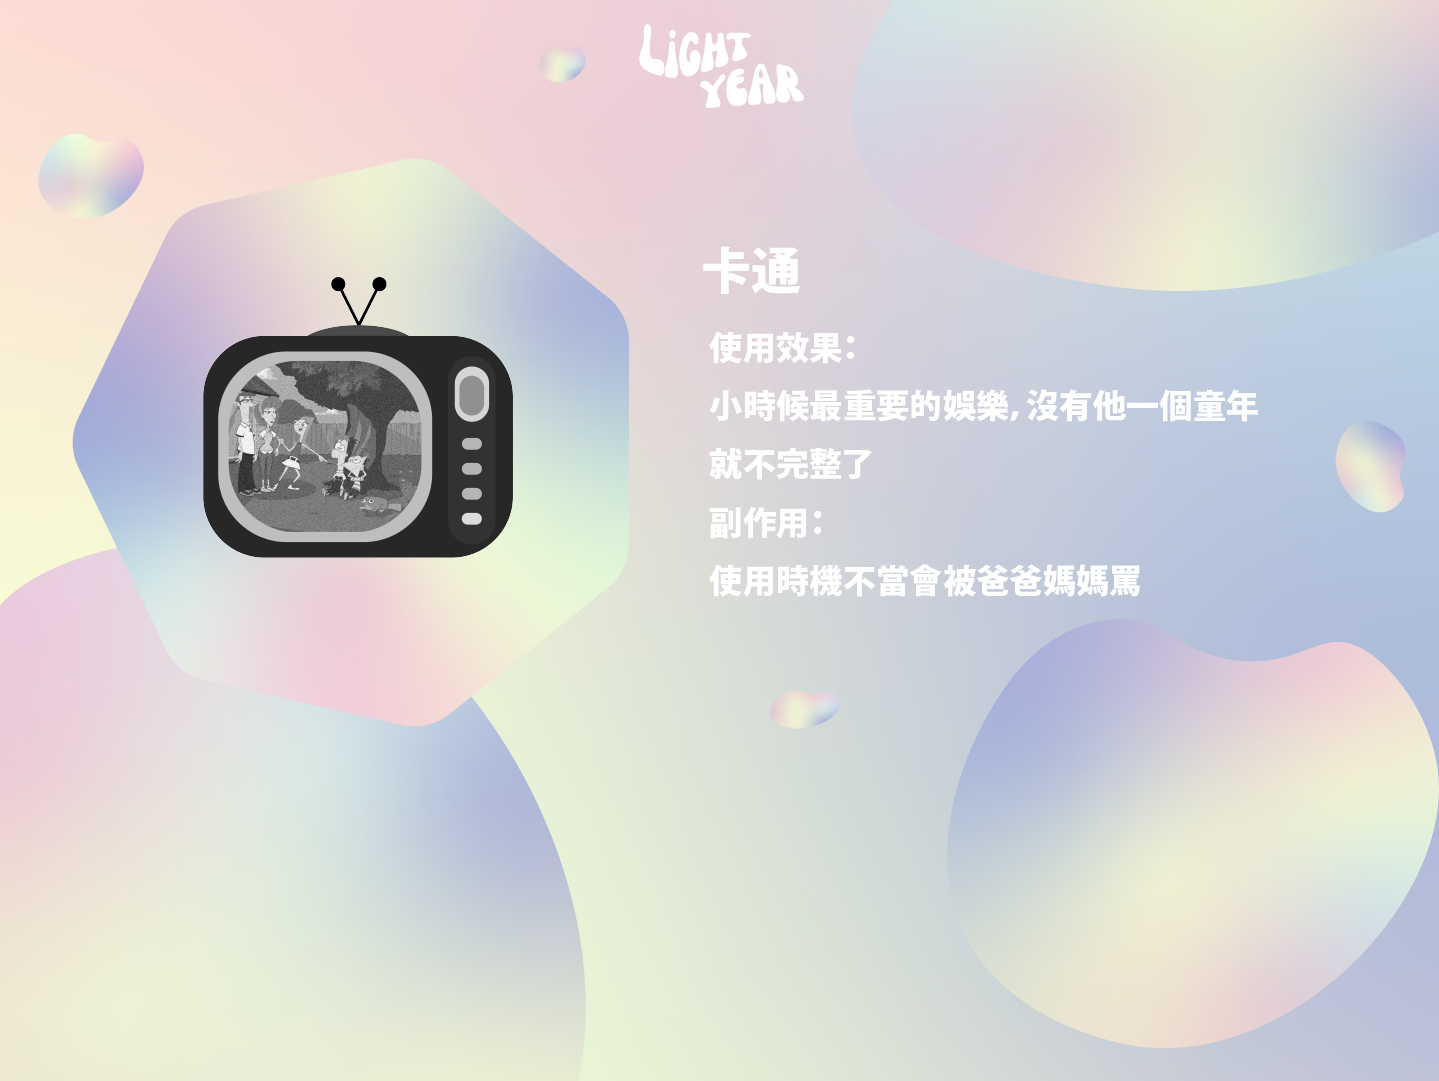 LiGHT
YEAR
卡通
使用效果：
小時候最重要的娛樂,沒有他一個童年
就不完整了
副作用：
使用時機不當會被爸爸媽媽罵